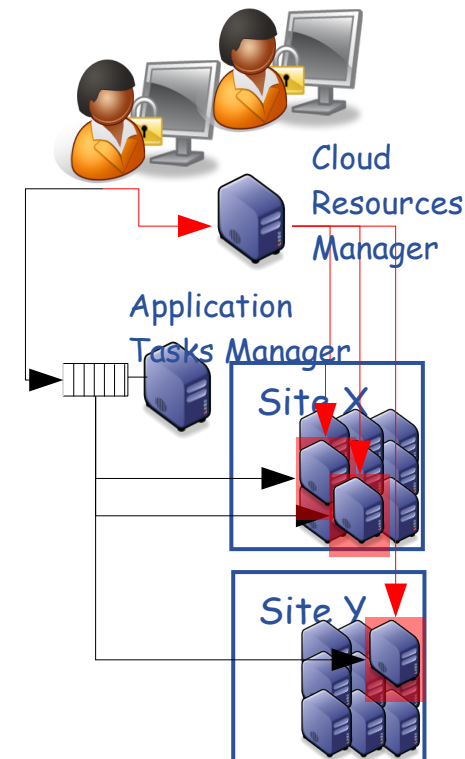 Cloud
Resources
Manager
Application
Tasks Manager
Site X
Site Y